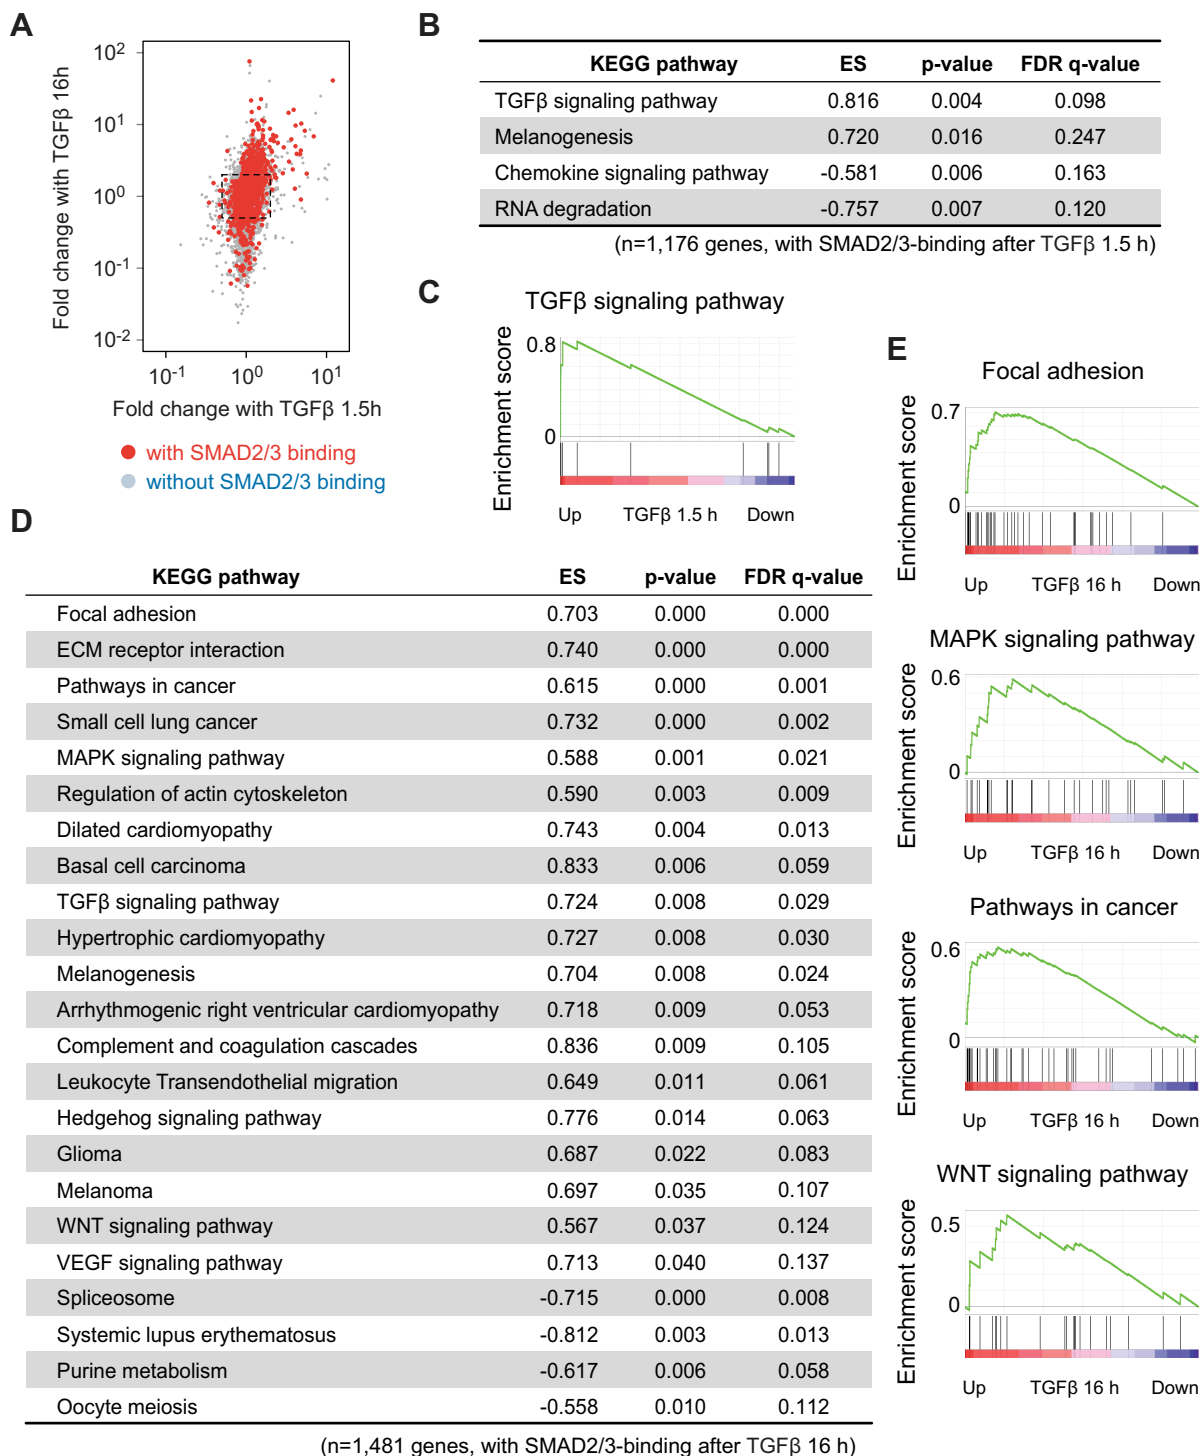 A
Fold change with TGFβ 16h
10²
10¹
10⁰
10⁻¹
10⁻²
10⁻¹ 10⁰ 10¹
Fold change with TGFβ 1.5h
with SMAD2/3 binding
without SMAD2/3 binding
B
KEGG pathway ES p-value FDR q-value
TGFβ signaling pathway 0.816 0.004 0.098
Melanogenesis 0.720 0.016 0.247
Chemokine signaling pathway -0.581 0.006 0.163
RNA degradation -0.757 0.007 0.120
(n=1,176 genes, with SMAD2/3-binding after TGFβ 1.5 h)
C
TGFβ signaling pathway
Enrichment score
0.8
0
Up TGFβ 1.5 h Down
D
KEGG pathway ES p-value FDR q-value
Focal adhesion 0.703 0.000 0.000
ECM receptor interaction 0.740 0.000 0.000
Pathways in cancer 0.615 0.000 0.001
Small cell lung cancer 0.732 0.000 0.002
MAPK signaling pathway 0.588 0.001 0.021
Regulation of actin cytoskeleton 0.590 0.003 0.009
Dilated cardiomyopathy 0.743 0.004 0.013
Basal cell carcinoma 0.833 0.006 0.059
TGFβ signaling pathway 0.724 0.008 0.029
Hypertrophic cardiomyopathy 0.727 0.008 0.030
Melanogenesis 0.704 0.008 0.024
Arrhythmogenic right ventricular cardiomyopathy 0.718 0.009 0.053
Complement and coagulation cascades 0.836 0.009 0.105
Leukocyte Transendothelial migration 0.649 0.011 0.061
Hedgehog signaling pathway 0.776 0.014 0.063
Glioma 0.687 0.022 0.083
Melanoma 0.697 0.035 0.107
WNT signaling pathway 0.567 0.037 0.124
VEGF signaling pathway 0.713 0.040 0.137
Spliceosome -0.715 0.000 0.008
Systemic lupus erythematosus -0.812 0.003 0.013
Purine metabolism -0.617 0.006 0.058
Oocyte meiosis -0.558 0.010 0.112
(n=1,481 genes, with SMAD2/3-binding after TGFβ 16 h)
E
Focal adhesion
Enrichment score
0.7
0
Up TGFβ 16 h Down
MAPK signaling pathway
Enrichment score
0.6
0
Up TGFβ 16 h Down
Pathways in cancer
Enrichment score
0.6
0
Up TGFβ 16 h Down
WNT signaling pathway
Enrichment score
0.5
0
Up TGFβ 16 h Down